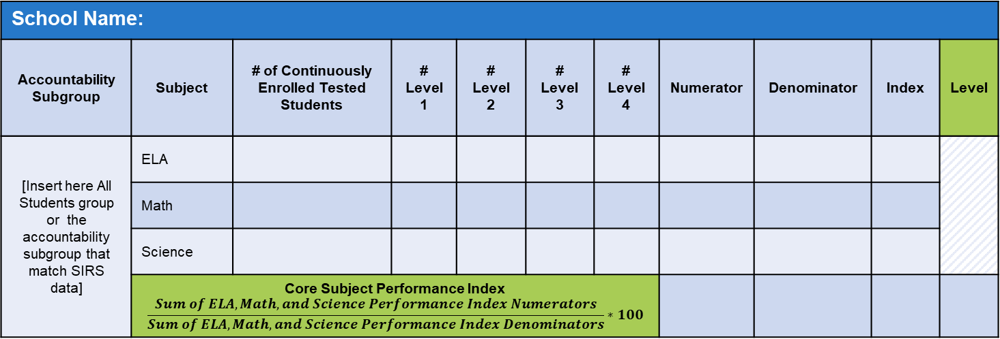 School Name:
Accountability
Subgroup
Subject
# of Continuously
Enrolled Tested
Students
#
Level
1
#
Level
2
#
Level
3
#
Level
4
Numerator
Denominator
Index
Level
[Insert here All
Students group
or the
accountability
subgroup that
match SIRS
data]
ELA
Math
Science
Core Subject Performance Index
Sum of ELA, Math, and Science Performance Index Numerators
Sum of ELA, Math, and Science Performance Index Denominators
* 100